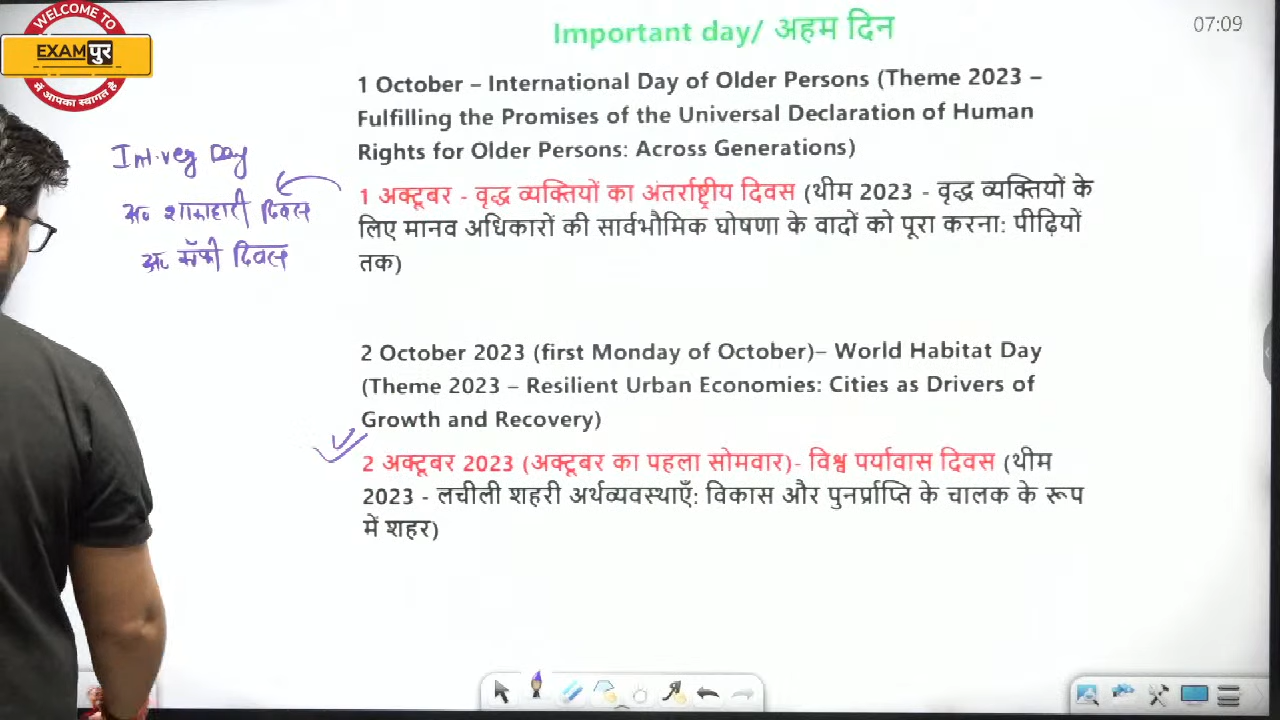 WELCOME TO
EXAMपुर
में आपका स्वागत है
Important day/ अहम दिन
07:09
1 October – International Day of Older Persons (Theme 2023 –
Fulfilling the Promises of the Universal Declaration of Human
Rights for Older Persons: Across Generations)
1 अक्टूबर - वृद्ध व्यक्तियों का अंतर्राष्ट्रीय दिवस (थीम 2023 - वृद्ध व्यक्तियों के
लिए मानव अधिकारों की सार्वभौमिक घोषणा के वादों को पूरा करना: पीढ़ियों
तक)
Int. veg Day
अ० शाकाहारी दिवस
अ० कॉफी दिवस
2 October 2023 (first Monday of October)– World Habitat Day
(Theme 2023 – Resilient Urban Economies: Cities as Drivers of
Growth and Recovery)
2 अक्टूबर 2023 (अक्टूबर का पहला सोमवार)- विश्व पर्यावास दिवस (थीम
2023 - लचीली शहरी अर्थव्यवस्थाएँ: विकास और पुनर्प्राप्ति के चालक के रूप
में शहर)